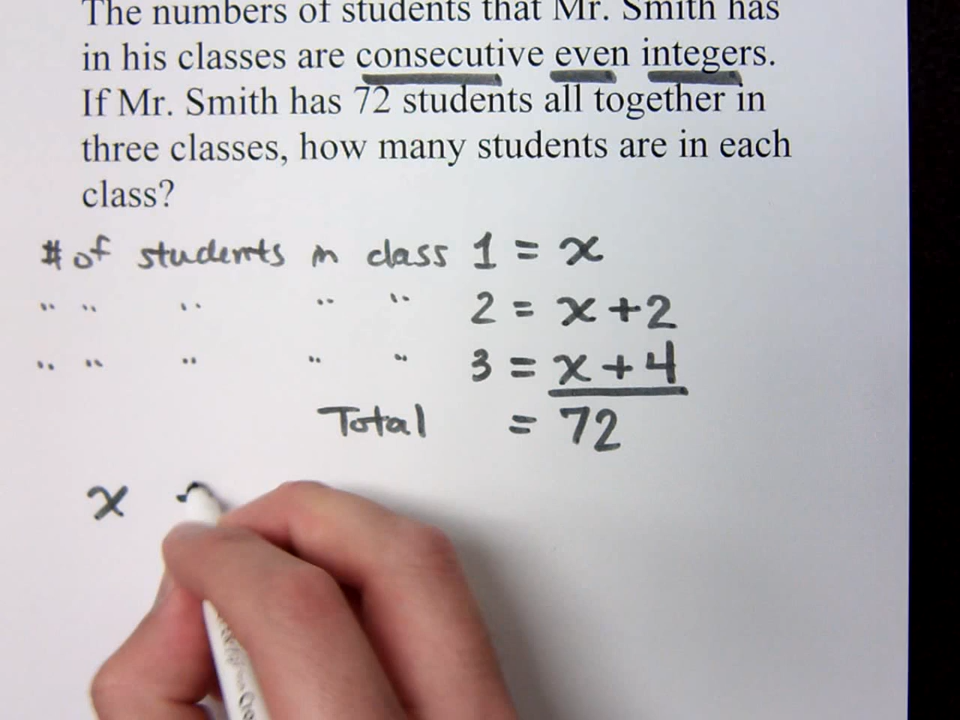 The numbers of students that Mr. Smith has
in his classes are consecutive even integers.
If Mr. Smith has 72 students all together in
three classes, how many students are in each
class?
# of students in class 1 = x
" " " " " 2 = x + 2
" " " " " 3 = x + 4
Total = 72
x